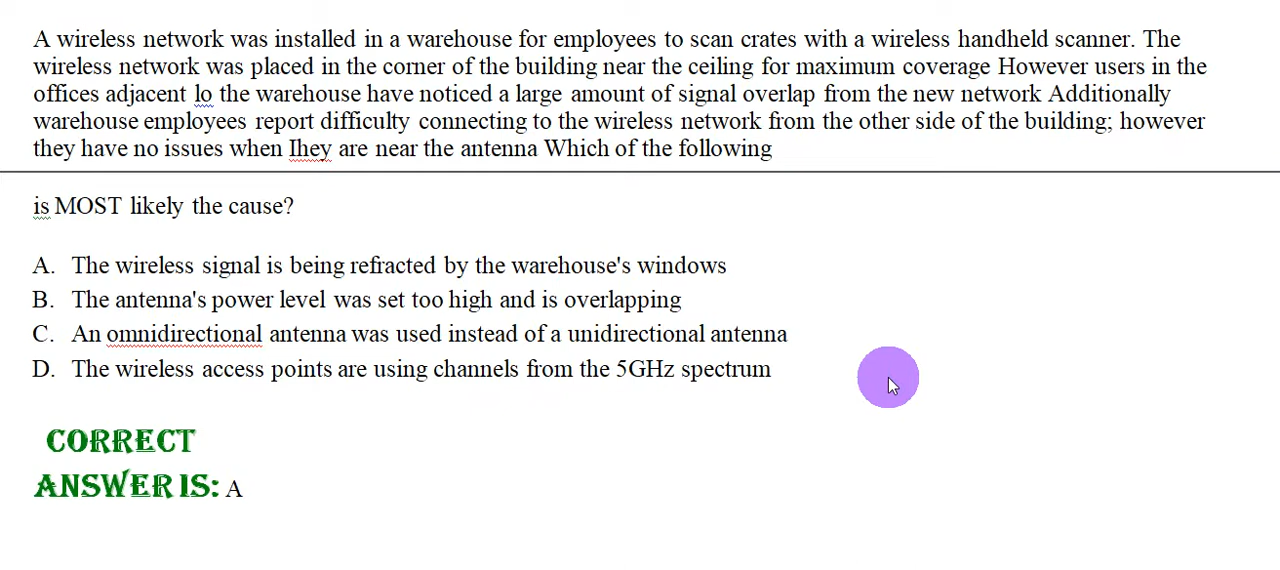 A wireless network was installed in a warehouse for employees to scan crates with a wireless handheld scanner. The
wireless network was placed in the corner of the building near the ceiling for maximum coverage However users in the
offices adjacent lo the warehouse have noticed a large amount of signal overlap from the new network Additionally
warehouse employees report difficulty connecting to the wireless network from the other side of the building; however
they have no issues when Ihey are near the antenna Which of the following
is MOST likely the cause?
A. The wireless signal is being refracted by the warehouse's windows
B. The antenna's power level was set too high and is overlapping
C. An omnidirectional antenna was used instead of a unidirectional antenna
D. The wireless access points are using channels from the 5GHz spectrum
CORRECT
ANSWER IS: A